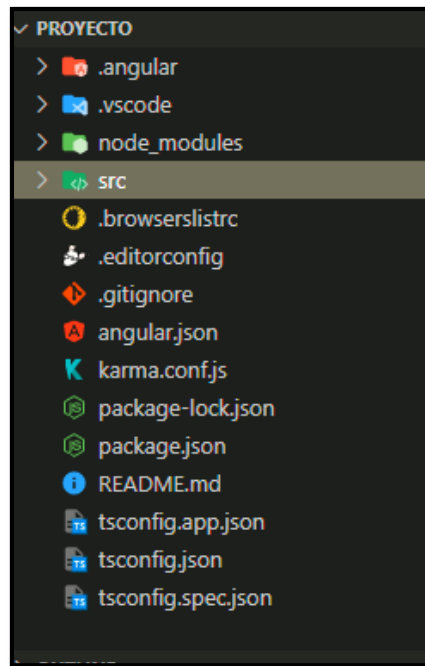 PROYECTO
.angular
.vscode
node_modules
src
.browserslistrc
.editorconfig
.gitignore
angular.json
karma.conf.js
package-lock.json
package.json
README.md
tsconfig.app.json
tsconfig.json
tsconfig.spec.json